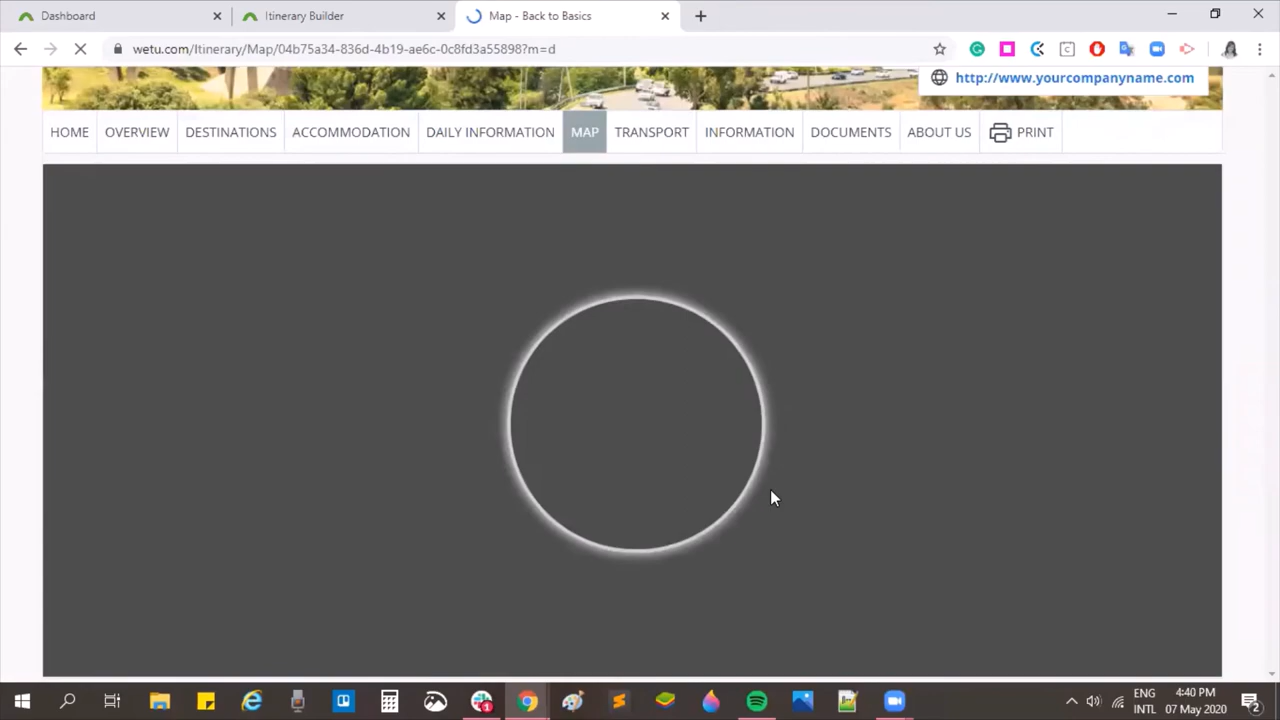 Dashboard
Itinerary Builder
Map - Back to Basics
wetu.com/Itinerary/Map/04b75a34-836d-4b19-ae6c-0c8fd3a55898?m=d
http://www.yourcompanyname.com
HOME
OVERVIEW
DESTINATIONS
ACCOMMODATION
DAILY INFORMATION
MAP
TRANSPORT
INFORMATION
DOCUMENTS
ABOUT US
PRINT
ENG
INTL
4:40 PM
07 May 2020